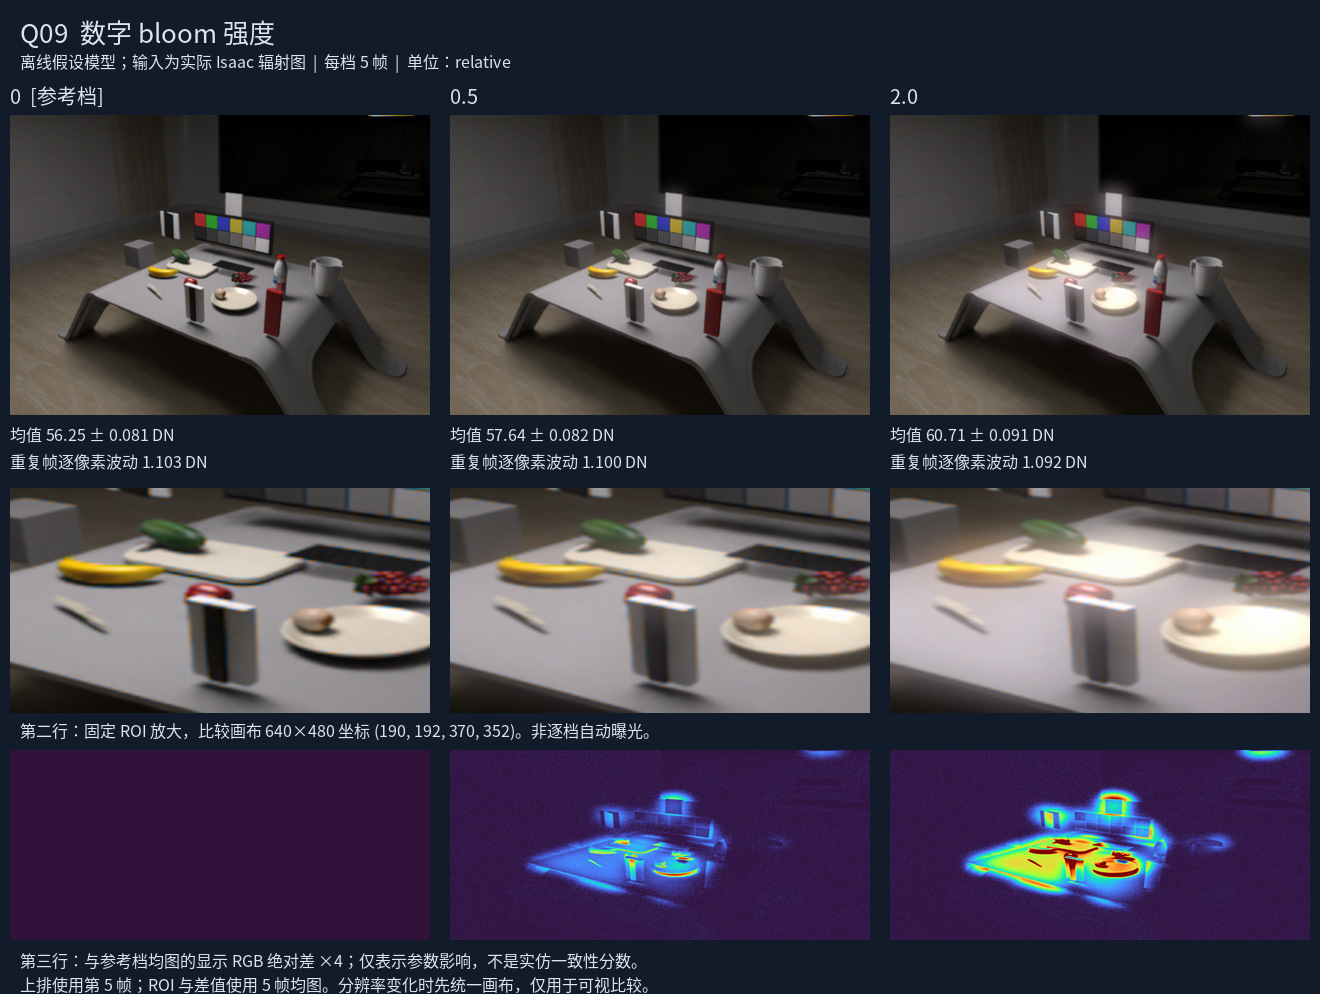 Q09 数字 bloom 强度
离线假设模型；输入为实际 Isaac 辐射图 | 每档 5 帧 | 单位：relative
0 [参考档]
0.5
2.0
均值 56.25 ± 0.081 DN
重复帧逐像素波动 1.103 DN
均值 57.64 ± 0.082 DN
重复帧逐像素波动 1.100 DN
均值 60.71 ± 0.091 DN
重复帧逐像素波动 1.092 DN
第二行：固定 ROI 放大，比较画布 640×480 坐标 (190, 192, 370, 352)。非逐档自动曝光。
第三行：与参考档均图的显示 RGB 绝对差 ×4；仅表示参数影响，不是实仿一致性分数。
上排使用第 5 帧；ROI 与差值使用 5 帧均图。分辨率变化时先统一画布，仅用于可视比较。